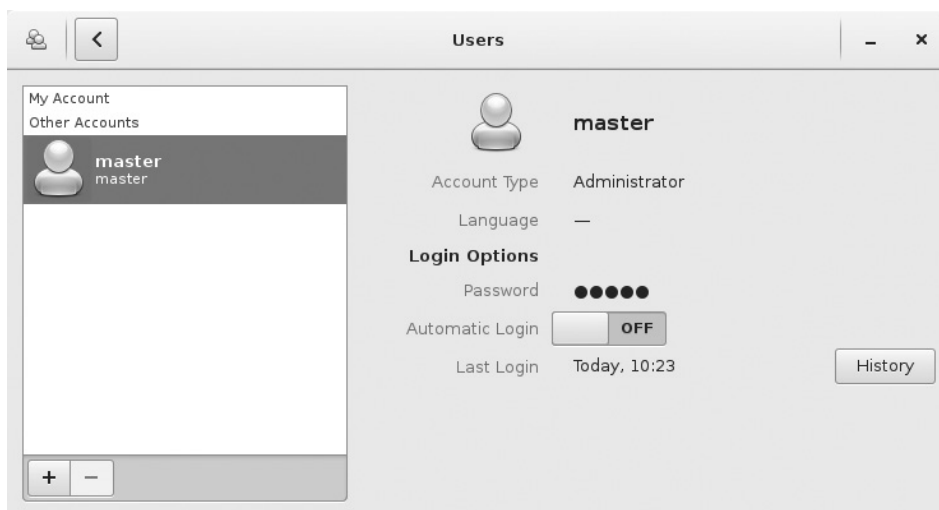 Users
My Account
Other Accounts
master
master
master
Account Type Administrator
Language —
Login Options
Password ●●●●●
Automatic Login OFF
Last Login Today, 10:23 History
+ −